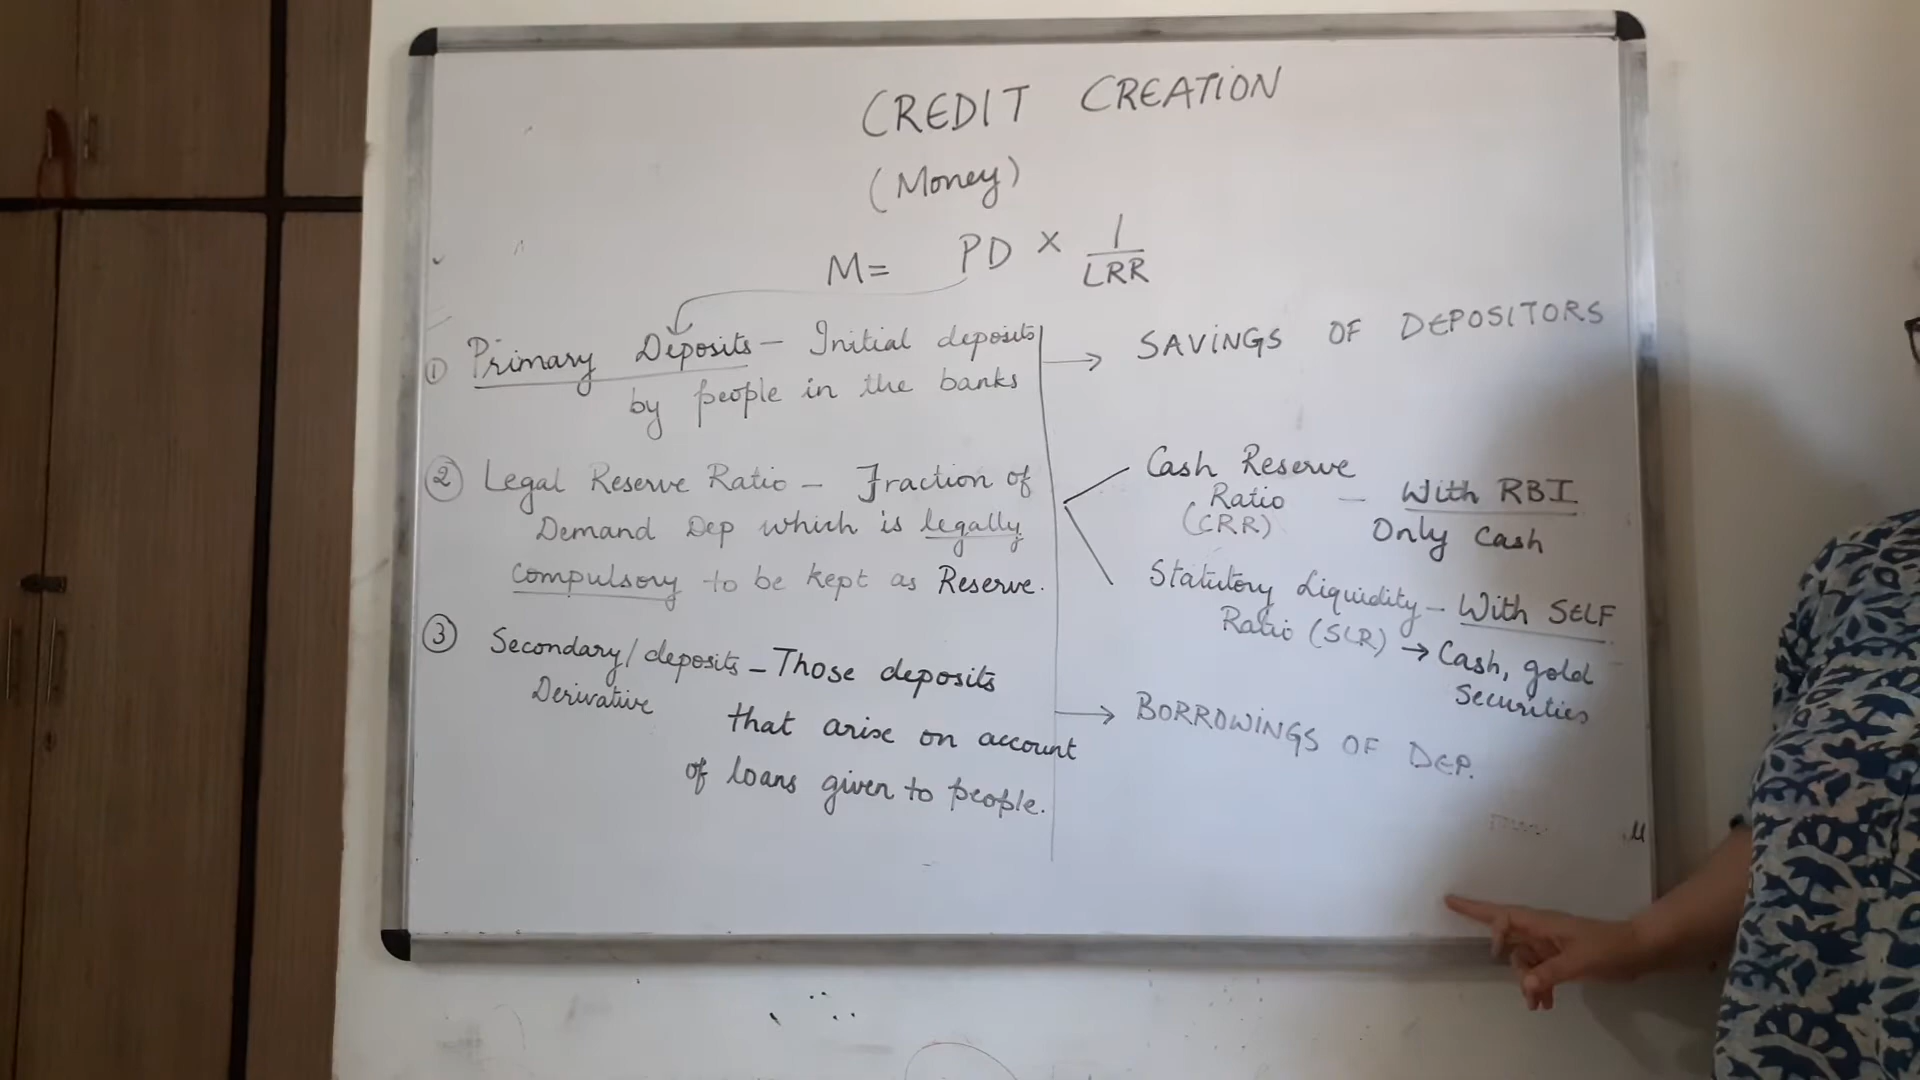 CREDIT CREATION
(Money)
M= PD × 1/LRR
① Primary Deposits – Initial deposits
by people in the banks
→ SAVINGS OF DEPOSITORS
② Legal Reserve Ratio – Fraction of
Demand Dep which is legally
compulsory to be kept as Reserve.
Cash Reserve
Ratio – With RBI
(CRR) Only Cash
Statutory Liquidity – With SELF
Ratio (SLR) → Cash, gold
Securities
③ Secondary/deposits – Those deposits
Derivative that arise on account
of loans given to people.
→ BORROWINGS OF DEP.